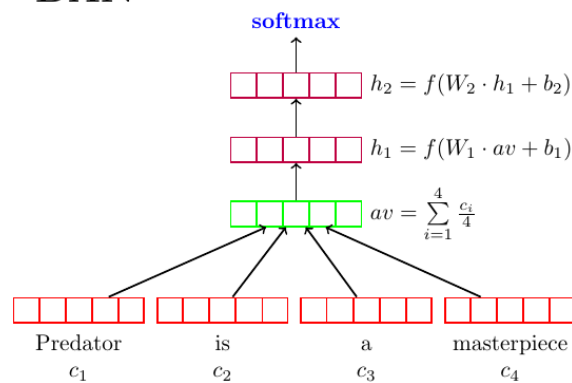 softmax
h₂ = f(W₂ · h₁ + b₂)
h₁ = f(W₁ · av + b₁)
av = ∑⁴ᵢ₌₁ cᵢ/4
Predator is a masterpiece
c₁ c₂ c₃ c₄